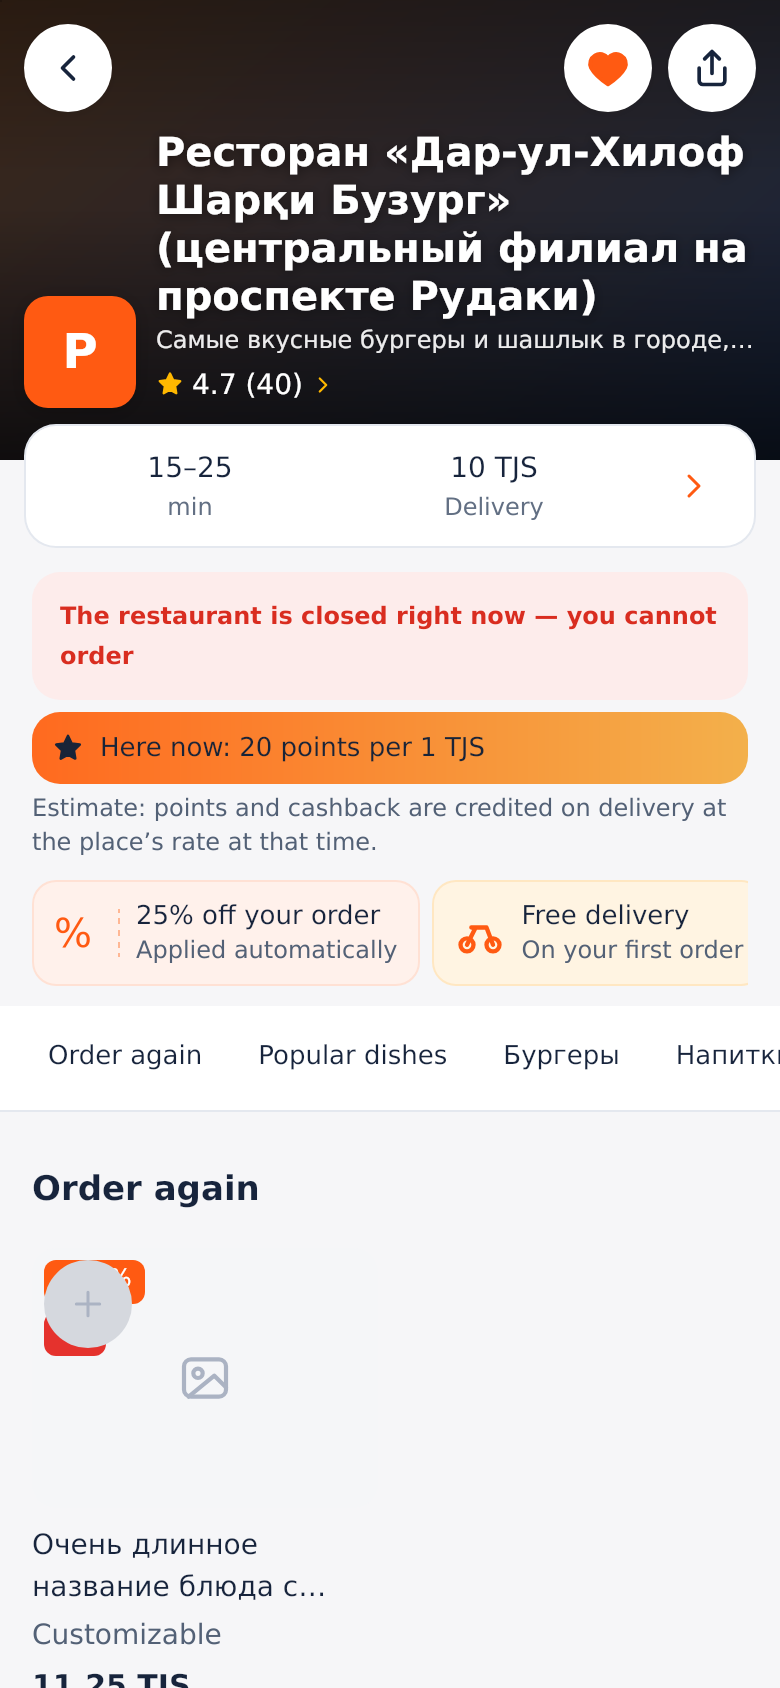 Ресторан «Дар-ул-Хилоф
Шарқи Бузург»
(центральный филиал на
проспекте Рудаки)
P
Самые вкусные бургеры и шашлык в городе,…
4.7 (40)
15–25
min
10 TJS
Delivery
The restaurant is closed right now — you cannot
order
Here now: 20 points per 1 TJS
Estimate: points and cashback are credited on delivery at
the place’s rate at that time.
%
25% off your order
Applied automatically
Free delivery
On your first order
Order again
Popular dishes
Бургеры
Напитки
Order again
%
Очень длинное
название блюда с…
Customizable
11.25 TJS